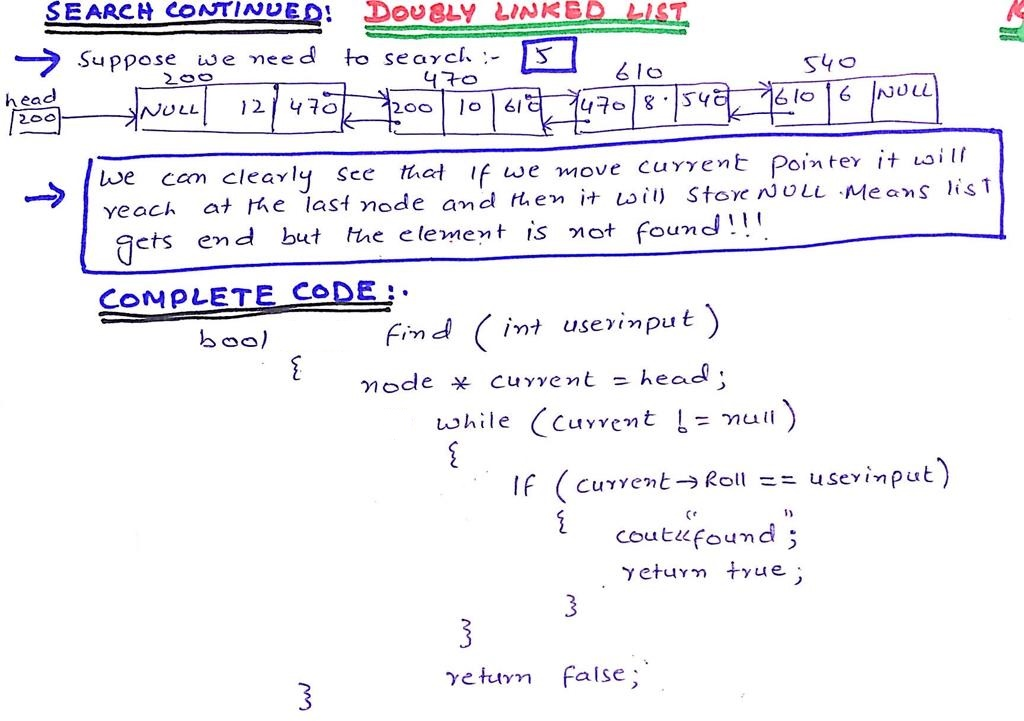 SEARCH CONTINUED: DOUBLY LINKED LIST
→ Suppose we need to search :- 5
200 470 610 540
head
200
NULL 12 470 200 10 610 470 8. 540 610 6 NULL
→ We can clearly see that If we move current pointer it will
reach at the last node and then it will store NULL. Means list
gets end but the element is not found!!!
COMPLETE CODE:.
bool find ( int userinput )
{
node * current = head;
while (current != null)
{
If (current → Roll == userinput)
{
cout<<"found";
return true;
}
}
return false;
}